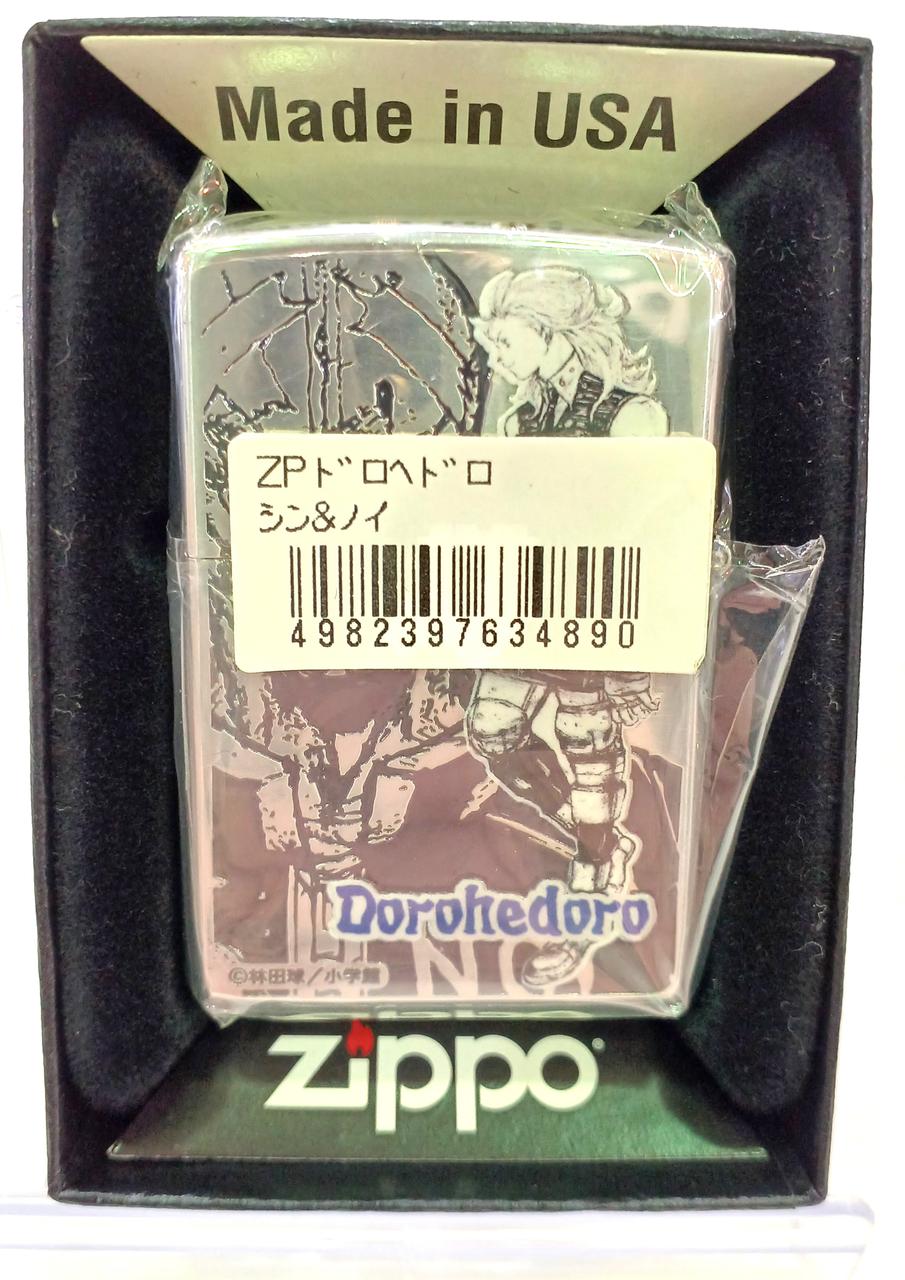 Made in USA
ZPドロヘドロ
シン&ノイ
4982397634890
Dorohedoro
©林田球／小学館
NO
zippo